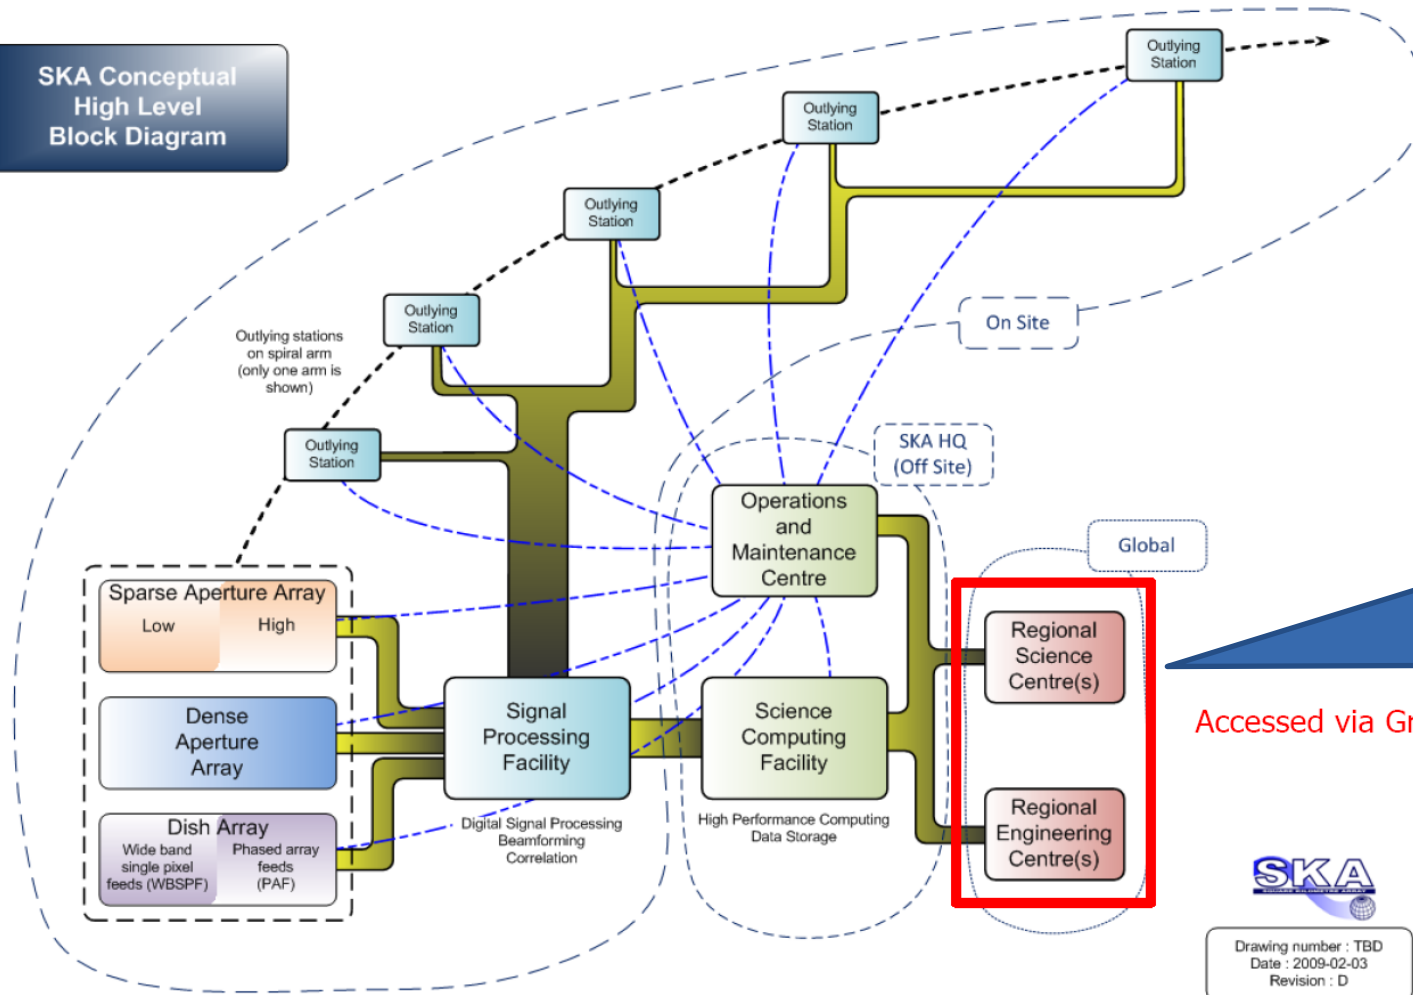 SKA Conceptual
High Level
Block Diagram
Outlying
Station
Outlying
Station
Outlying
Station
Outlying
Station
Outlying stations
on spiral arm
(only one arm is
shown)
Outlying
Station
On Site
SKA HQ
(Off Site)
Operations
and
Maintenance
Centre
Global
Sparse Aperture Array
Low
High
Dense
Aperture
Array
Dish Array
Wide band
single pixel
feeds (WBSPF)
Phased array
feeds
(PAF)
Signal
Processing
Facility
Digital Signal Processing
Beamforming
Correlation
Science
Computing
Facility
High Performance Computing
Data Storage
Regional
Science
Centre(s)
Regional
Engineering
Centre(s)
Accessed via
SKA
Drawing number : TBD
Date : 2009-02-03
Revision : D